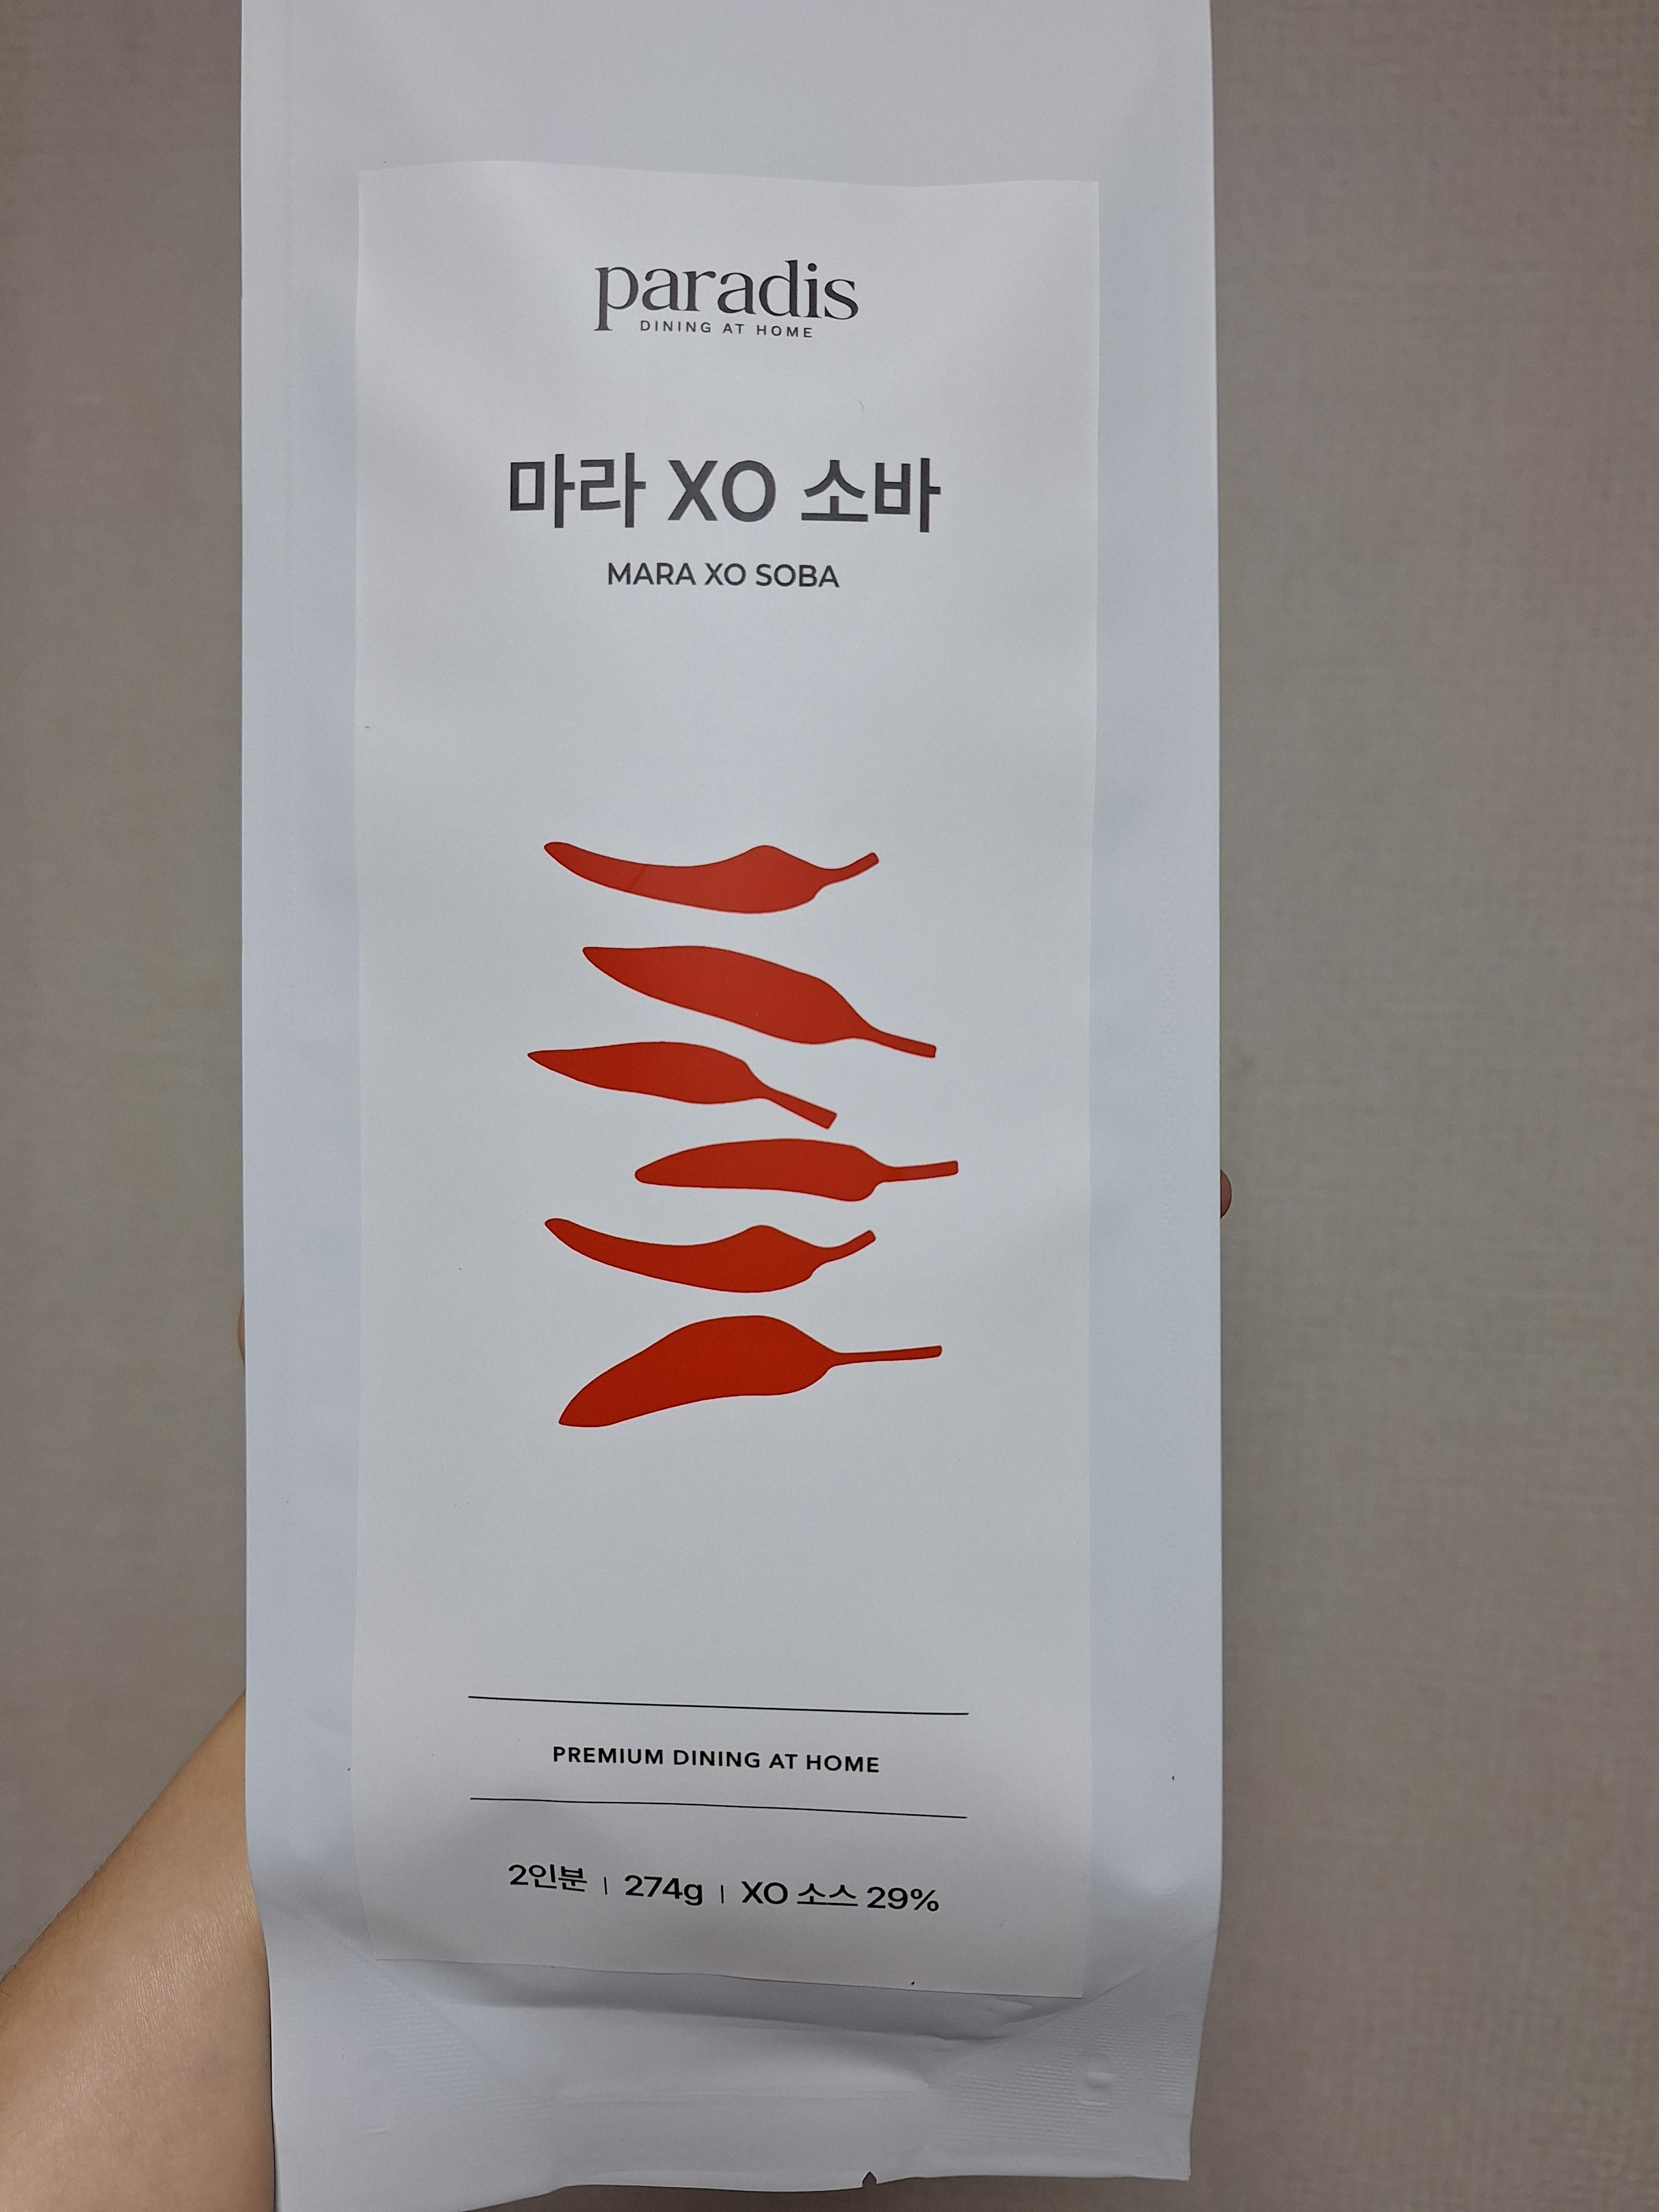 paradis
DINING AT HOME
마라 XO 소바
MARA XO SOBA
PREMIUM DINING AT HOME
2인분 | 274g | XO 소스 29%